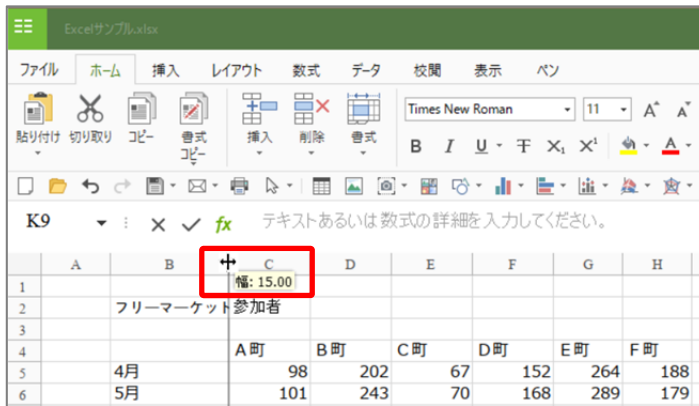 Excelサンプル.xlsx
ファイル ホーム 挿入 レイアウト 数式 データ 校閲 表示 ペン
貼り付け 切り取り コピー 書式コピー 挿入 削除 書式
Times New Roman 11 A A
B I U T X₁ X¹ A
K9 fx テキストあるいは数式の詳細を入力してください。
A B C D E F G H
幅: 15.00
1
2 フリーマーケット参加者
3
4 A町 B町 C町 D町 E町 F町
5 4月 98 202 67 152 264 188
6 5月 101 243 70 168 289 179